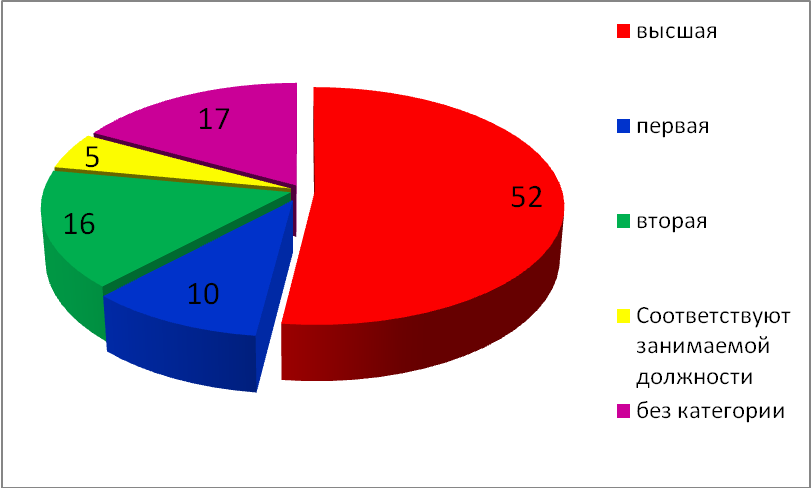 17
5
52
16
10
высшая
первая
вторая
Соответствуют
занимаемой
должности
без категории